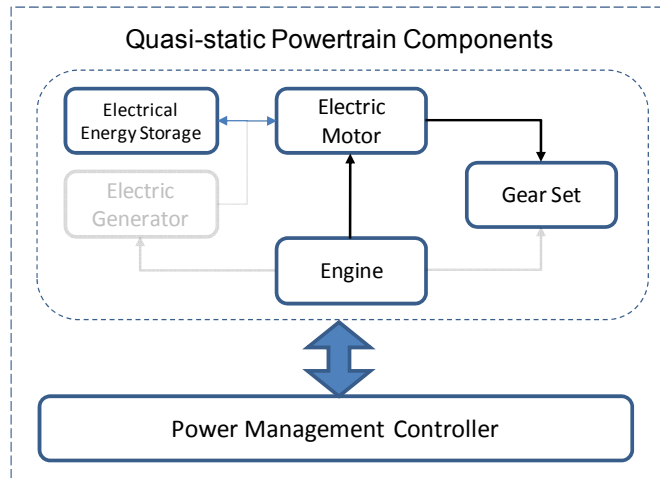 Quasi-static Powertrain Components
Electrical
Energy Storage
Electric
Motor
Electric
Generator
Gear Set
Engine
Power Management Controller